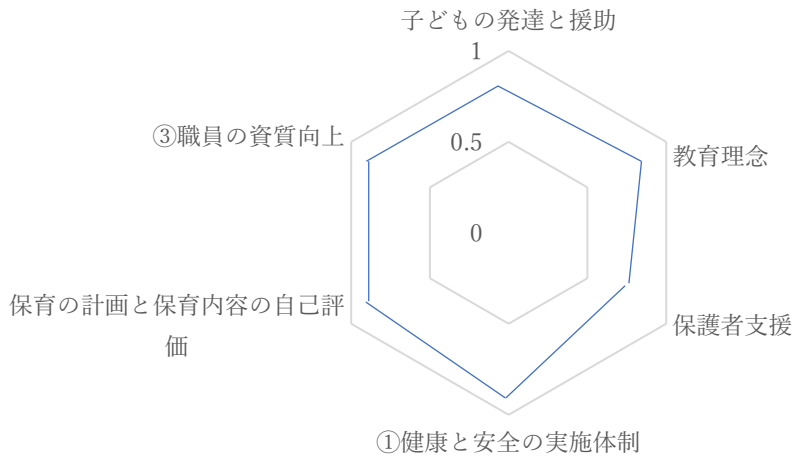 子どもの発達と援助
1
③職員の資質向上
0.5
教育理念
0
保育の計画と保育内容の自己評
価
保護者支援
①健康と安全の実施体制